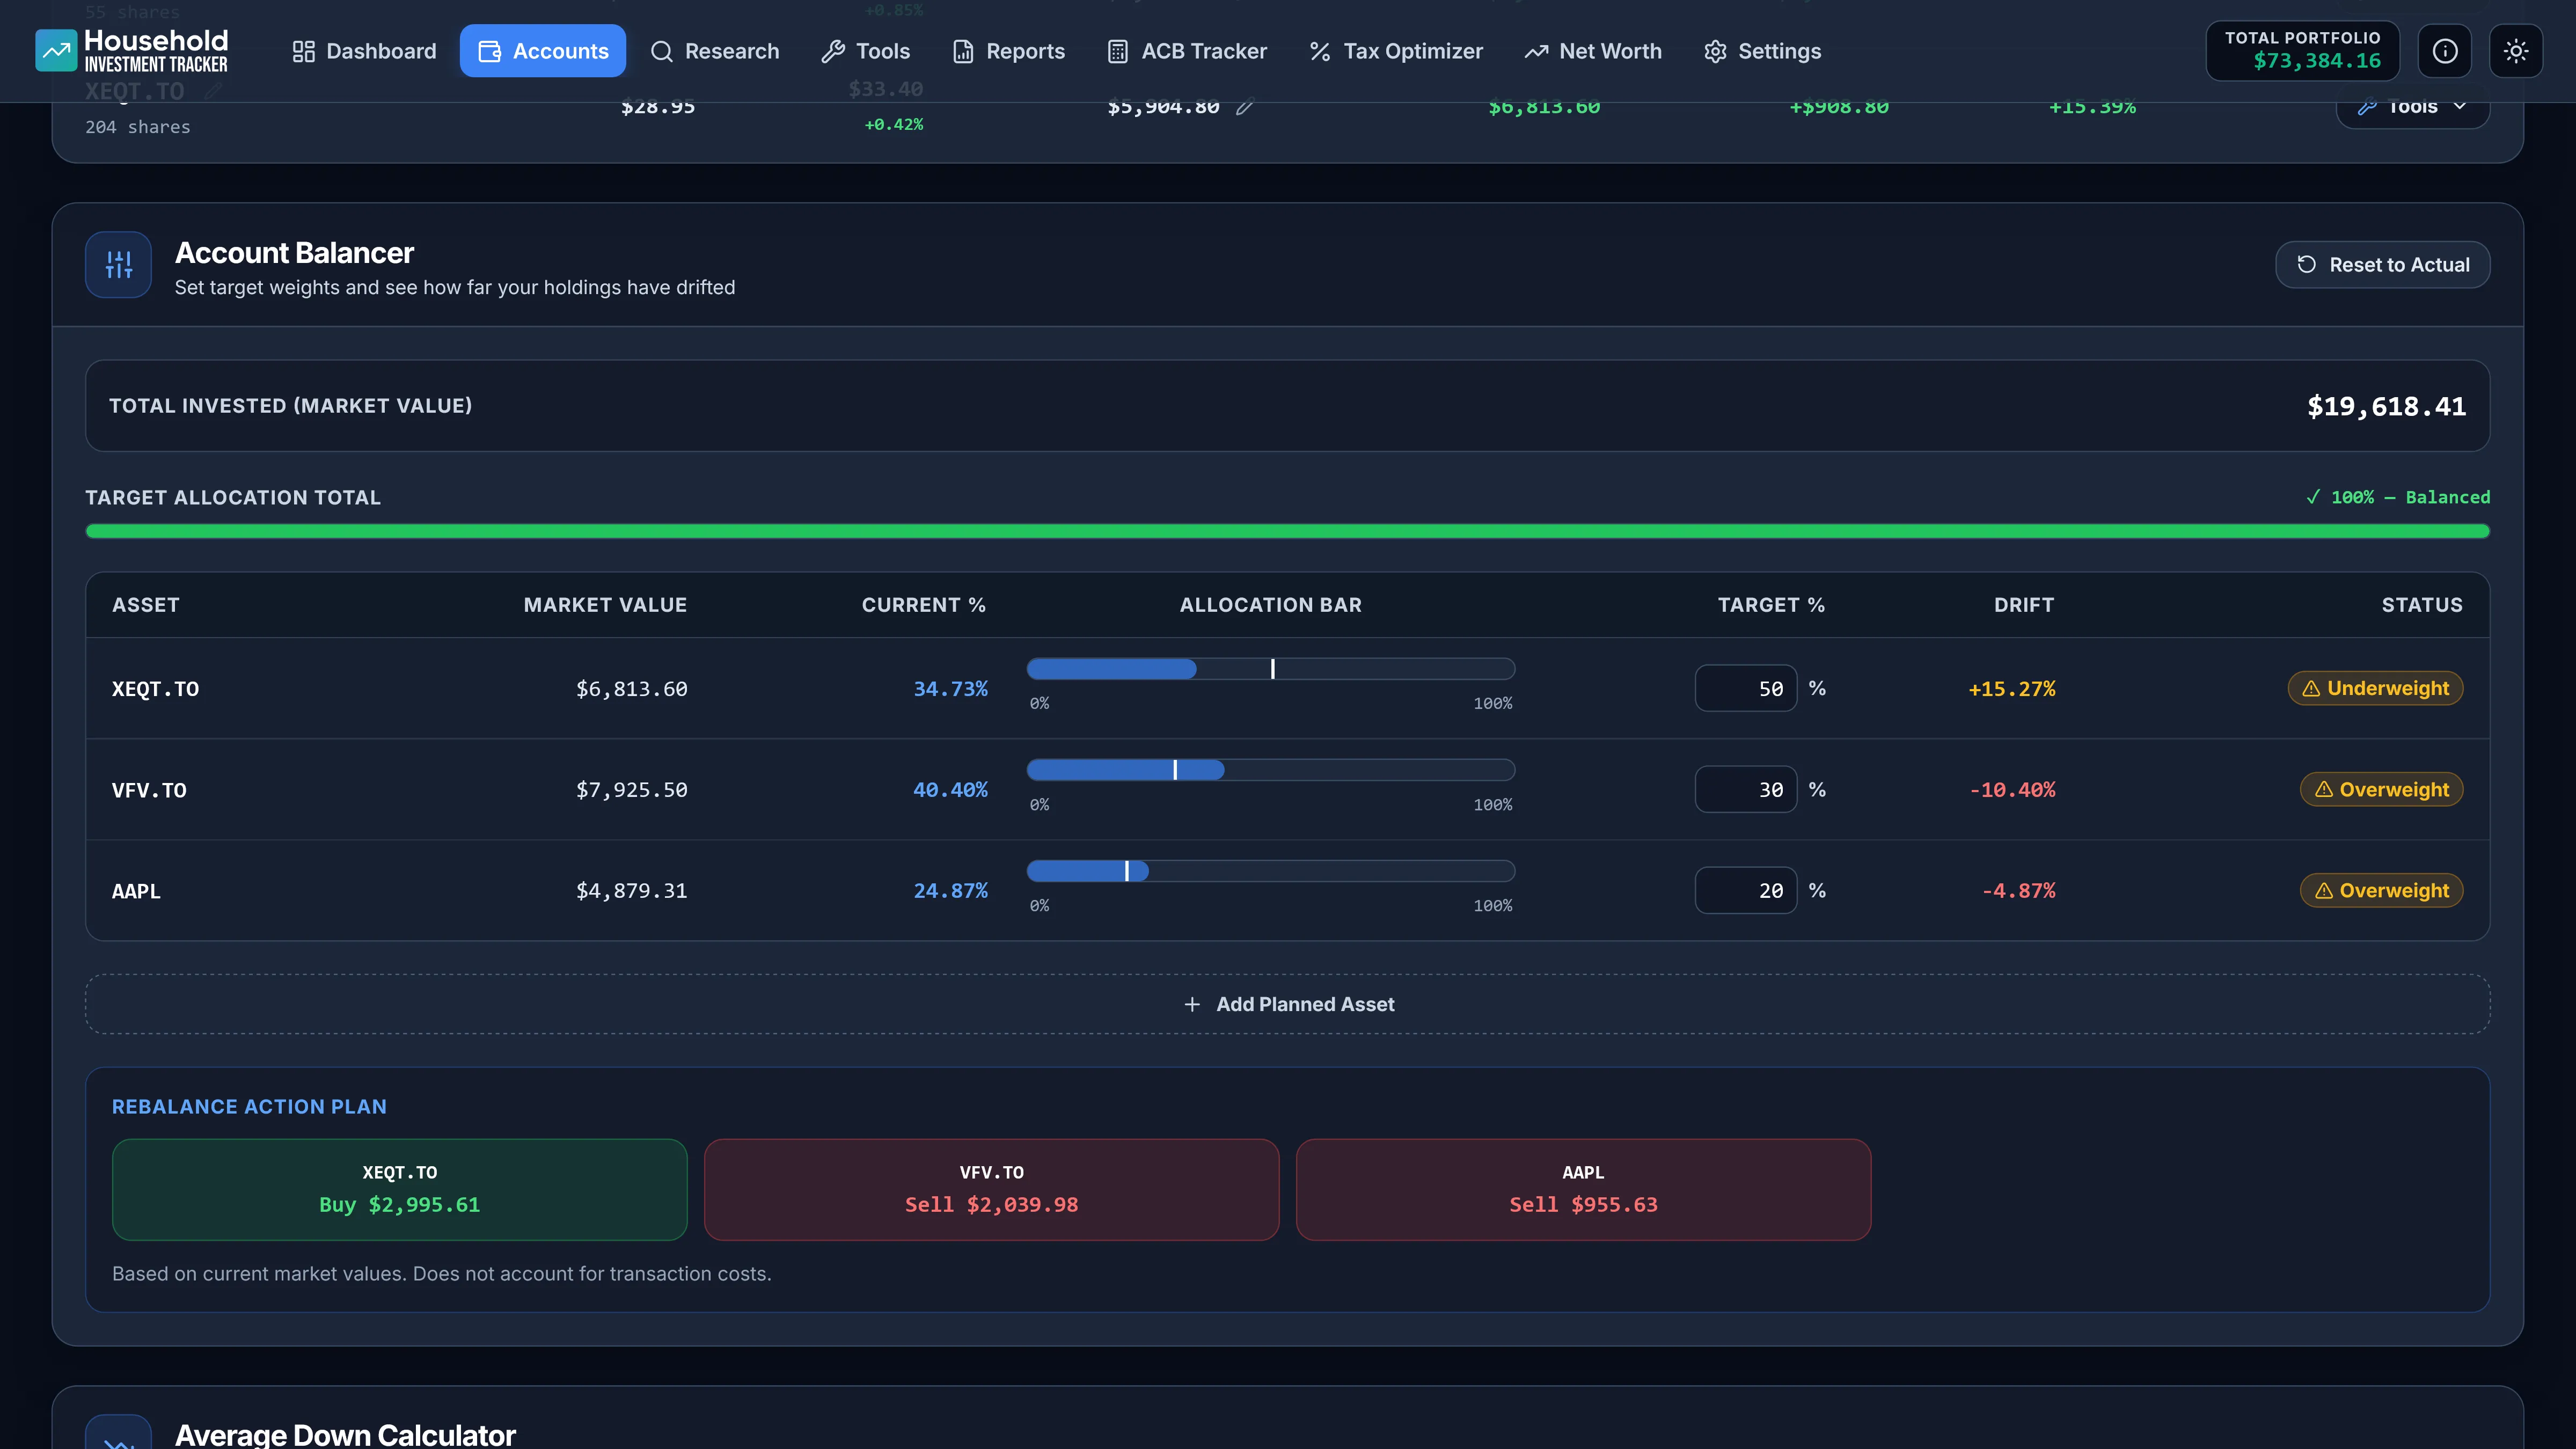 55 shares
+0.85%
Household
INVESTMENT TRACKER
Dashboard
Accounts
Research
Tools
Reports
ACB Tracker
Tax Optimizer
Net Worth
Settings
TOTAL PORTFOLIO
$73,384.16
XEQT.TO
$33.40
$28.95
$5,904.80
$6,813.60
+$908.80
+15.39%
Tools
204 shares
+0.42%
Account Balancer
Set target weights and see how far your holdings have drifted
Reset to Actual
TOTAL INVESTED (MARKET VALUE)
$19,618.41
TARGET ALLOCATION TOTAL
✓ 100% — Balanced
ASSET MARKET VALUE CURRENT % ALLOCATION BAR TARGET % DRIFT STATUS
XEQT.TO $6,813.60 34.73% 50 % +15.27% Underweight
0% 100%
VFV.TO $7,925.50 40.40% 30 % -10.40% Overweight
0% 100%
AAPL $4,879.31 24.87% 20 % -4.87% Overweight
0% 100%
+ Add Planned Asset
REBALANCE ACTION PLAN
XEQT.TO
Buy $2,995.61
VFV.TO
Sell $2,039.98
AAPL
Sell $955.63
Based on current market values. Does not account for transaction costs.
Average Down Calculator